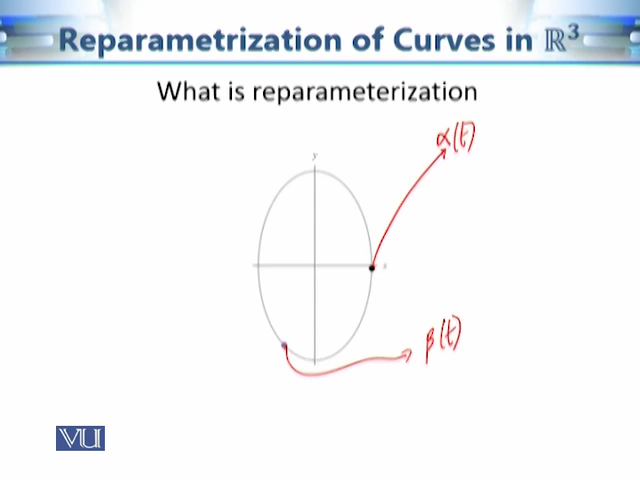 Reparametrization of Curves in ℝ³
What is reparameterization
α(t)
y
x
β(t)
VU